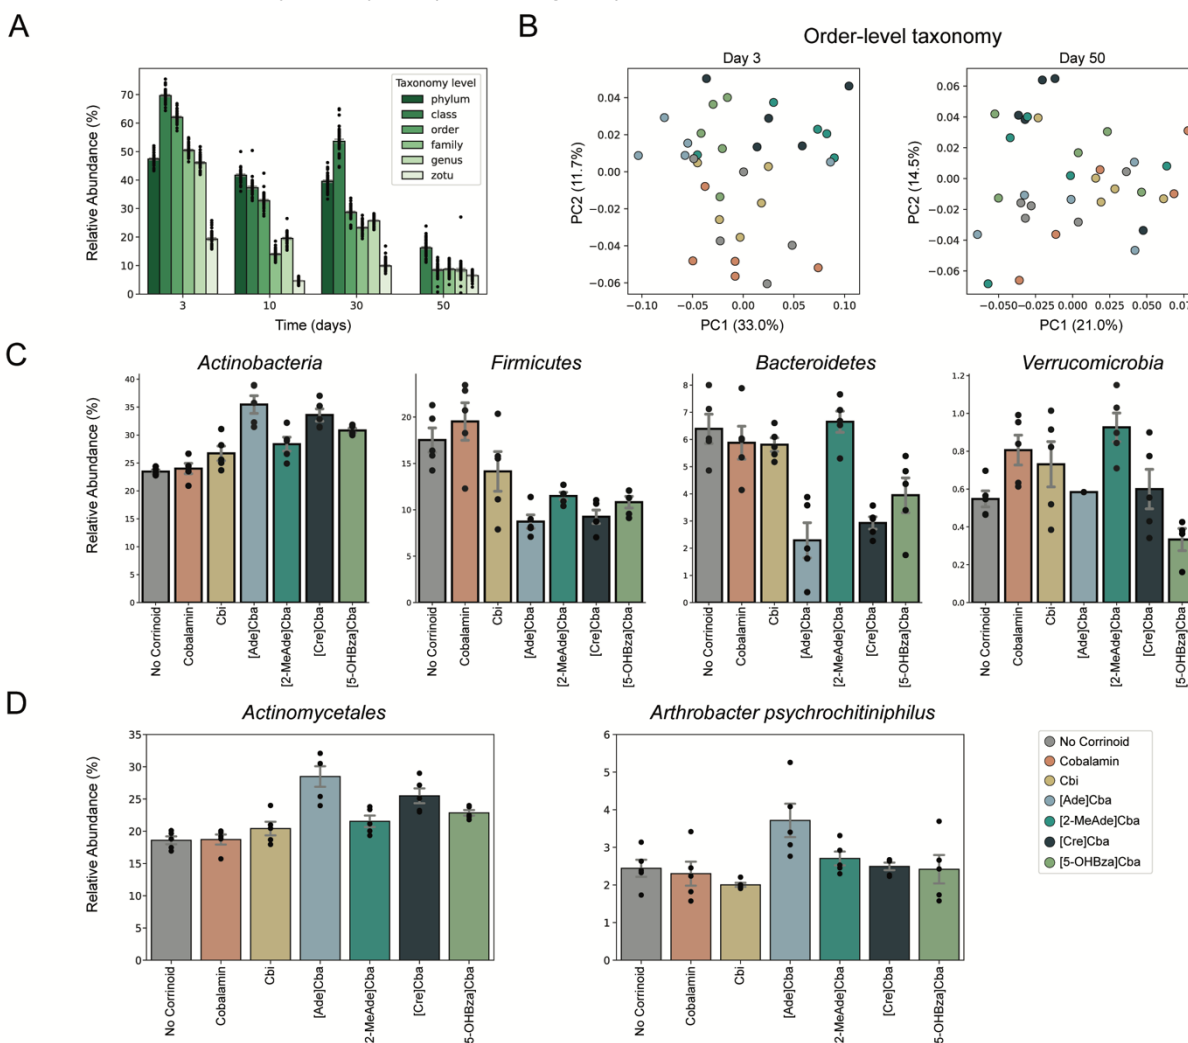 A
Relative Abundance (%)
70
60
50
40
30
20
10
0
3
10
30
50
Time (days)
Taxonomy level
phylum
class
order
family
genus
zotu
B
Order-level taxonomy
Day 3
PC2 (11.7%)
0.04
0.02
0.00
−0.02
−0.04
−0.06
−0.10
−0.05
0.00
0.05
0.10
PC1 (33.0%)
Day 50
PC2 (14.5%)
0.06
0.04
0.02
0.00
−0.02
−0.04
−0.06
−0.050
−0.025
0.000
0.025
0.050
0.07
PC1 (21.0%)
C
Relative Abundance (%)
Actinobacteria
40
35
30
25
20
15
10
5
0
No Corrinoid
Cobalamin
Cbi
[Ade]Cba
[2-MeAde]Cba
[Cre]Cba
[5-OHBza]Cba
Firmicutes
20
15
10
5
0
No Corrinoid
Cobalamin
Cbi
[Ade]Cba
[2-MeAde]Cba
[Cre]Cba
[5-OHBza]Cba
Bacteroidetes
8
7
6
5
4
3
2
1
0
No Corrinoid
Cobalamin
Cbi
[Ade]Cba
[2-MeAde]Cba
[Cre]Cba
[5-OHBza]Cba
Verrucomicrobia
1.2
1.0
0.8
0.6
0.4
0.2
0.0
No Corrinoid
Cobalamin
Cbi
[Ade]Cba
[2-MeAde]Cba
[Cre]Cba
[5-OHBza]Cba
D
Relative Abundance (%)
Actinomycetales
35
30
25
20
15
10
5
0
No Corrinoid
Cobalamin
Cbi
[Ade]Cba
2-MeAde]Cba
[Cre]Cba
5-OHBza]Cba
Arthrobacter psychrochitiniphilus
6
5
4
3
2
1
0
No Corrinoid
Cobalamin
Cbi
[Ade]Cba
2-MeAde]Cba
[Cre]Cba
5-OHBza]Cba
No Corrinoid
Cobalamin
Cbi
[Ade]Cba
[2-MeAde]Cba
[Cre]Cba
[5-OHBza]Cba